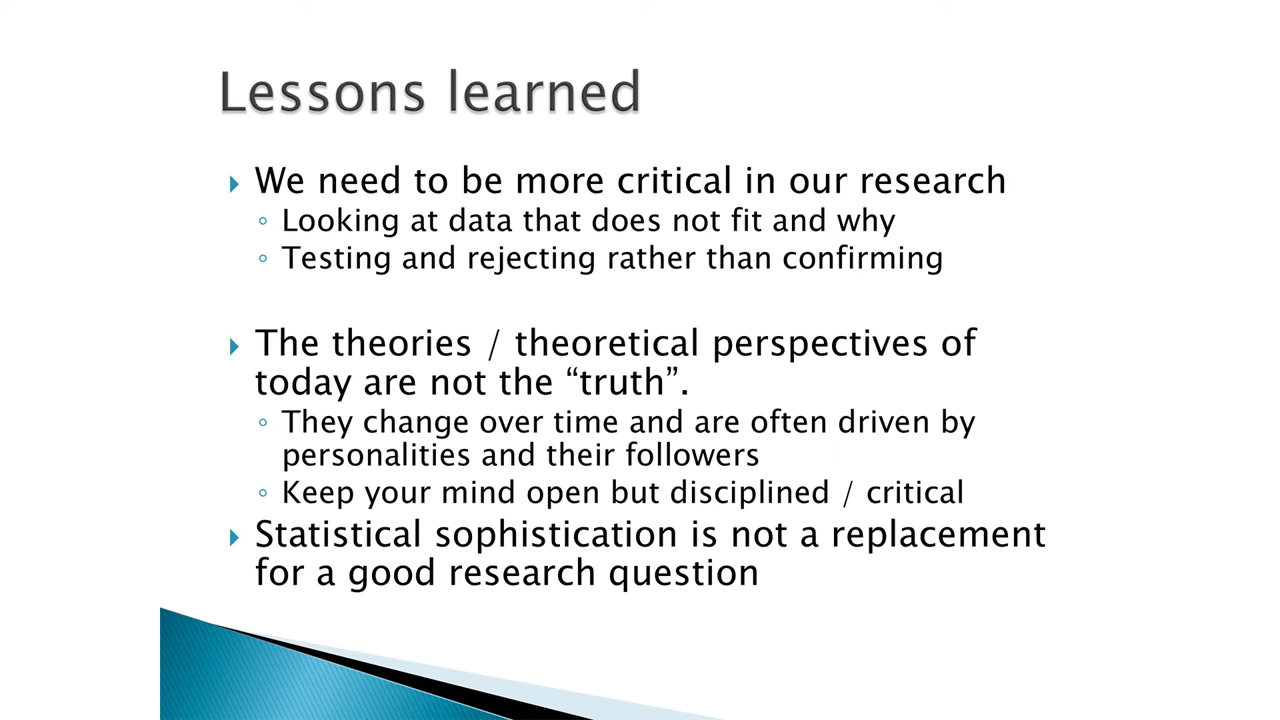 Lessons learned
We need to be more critical in our research
Looking at data that does not fit and why
Testing and rejecting rather than confirming
The theories / theoretical perspectives of
today are not the “truth”.
They change over time and are often driven by
personalities and their followers
Keep your mind open but disciplined / critical
Statistical sophistication is not a replacement
for a good research question